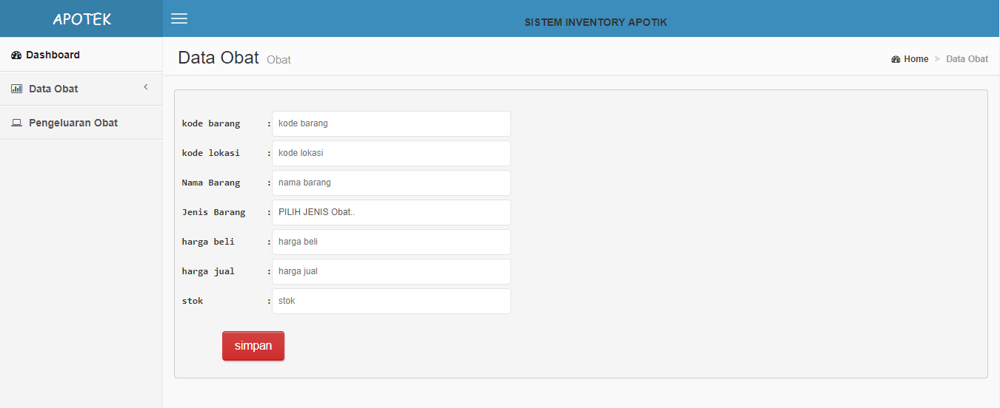 APOTEK
SISTEM INVENTORY APOTIK
Dashboard
Data Obat
Pengeluaran Obat
Data Obat Obat
Home > Data Obat
kode barang : kode barang
kode lokasi : kode lokasi
Nama Barang : nama barang
Jenis Barang : PILIH JENIS Obat..
harga beli : harga beli
harga jual : harga jual
stok : stok
simpan